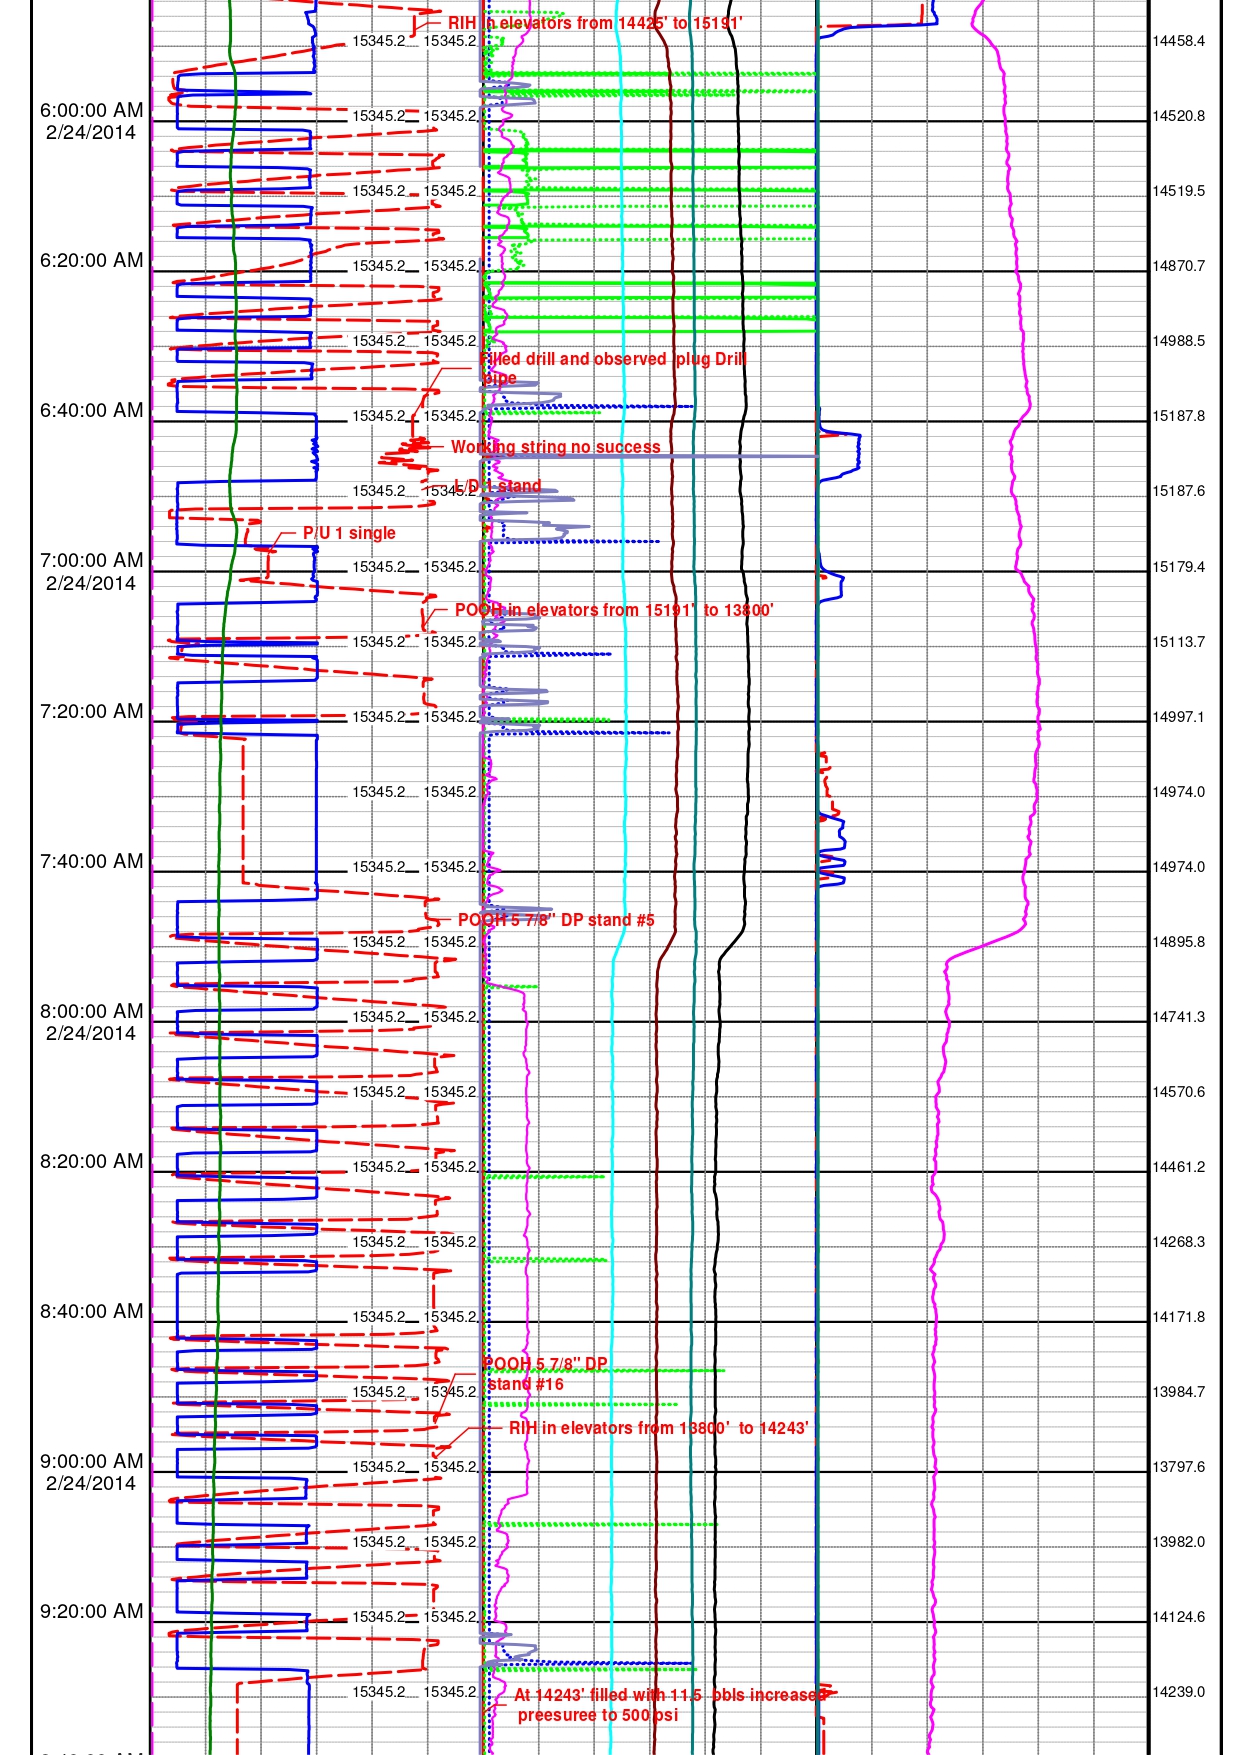 RIH in elevators from 14425' to 15191'
15345.2 15345.2 14458.4
6:00:00 AM 15345.2 15345.2 14520.8
2/24/2014
15345.2 15345.2 14519.5
6:20:00 AM 15345.2 15345.2 14870.7
15345.2 15345.2 14988.5
Filled drill and observed plug Drill
pipe
6:40:00 AM 15345.2 15345.2 15187.8
Working string no success
15345.2 15345.2 L/D 1 stand 15187.6
P/U 1 single
7:00:00 AM 15345.2 15345.2 15179.4
2/24/2014
POOH in elevators from 15191' to 13800'
15345.2 15345.2 15113.7
7:20:00 AM 15345.2 15345.2 14997.1
15345.2 15345.2 14974.0
7:40:00 AM 15345.2 15345.2 14974.0
POOH 5 7/8" DP stand #5
15345.2 15345.2 14895.8
8:00:00 AM 15345.2 15345.2 14741.3
2/24/2014
15345.2 15345.2 14570.6
8:20:00 AM 15345.2 15345.2 14461.2
15345.2 15345.2 14268.3
8:40:00 AM 15345.2 15345.2 14171.8
POOH 5 7/8" DP
stand #16
15345.2 15345.2 13984.7
RIH in elevators from 13800' to 14243'
9:00:00 AM 15345.2 15345.2 13797.6
2/24/2014
15345.2 15345.2 13982.0
9:20:00 AM 15345.2 15345.2 14124.6
15345.2 15345.2 14239.0
At 14243' filled with 11.5 bbls increased
preesuree to 500 psi